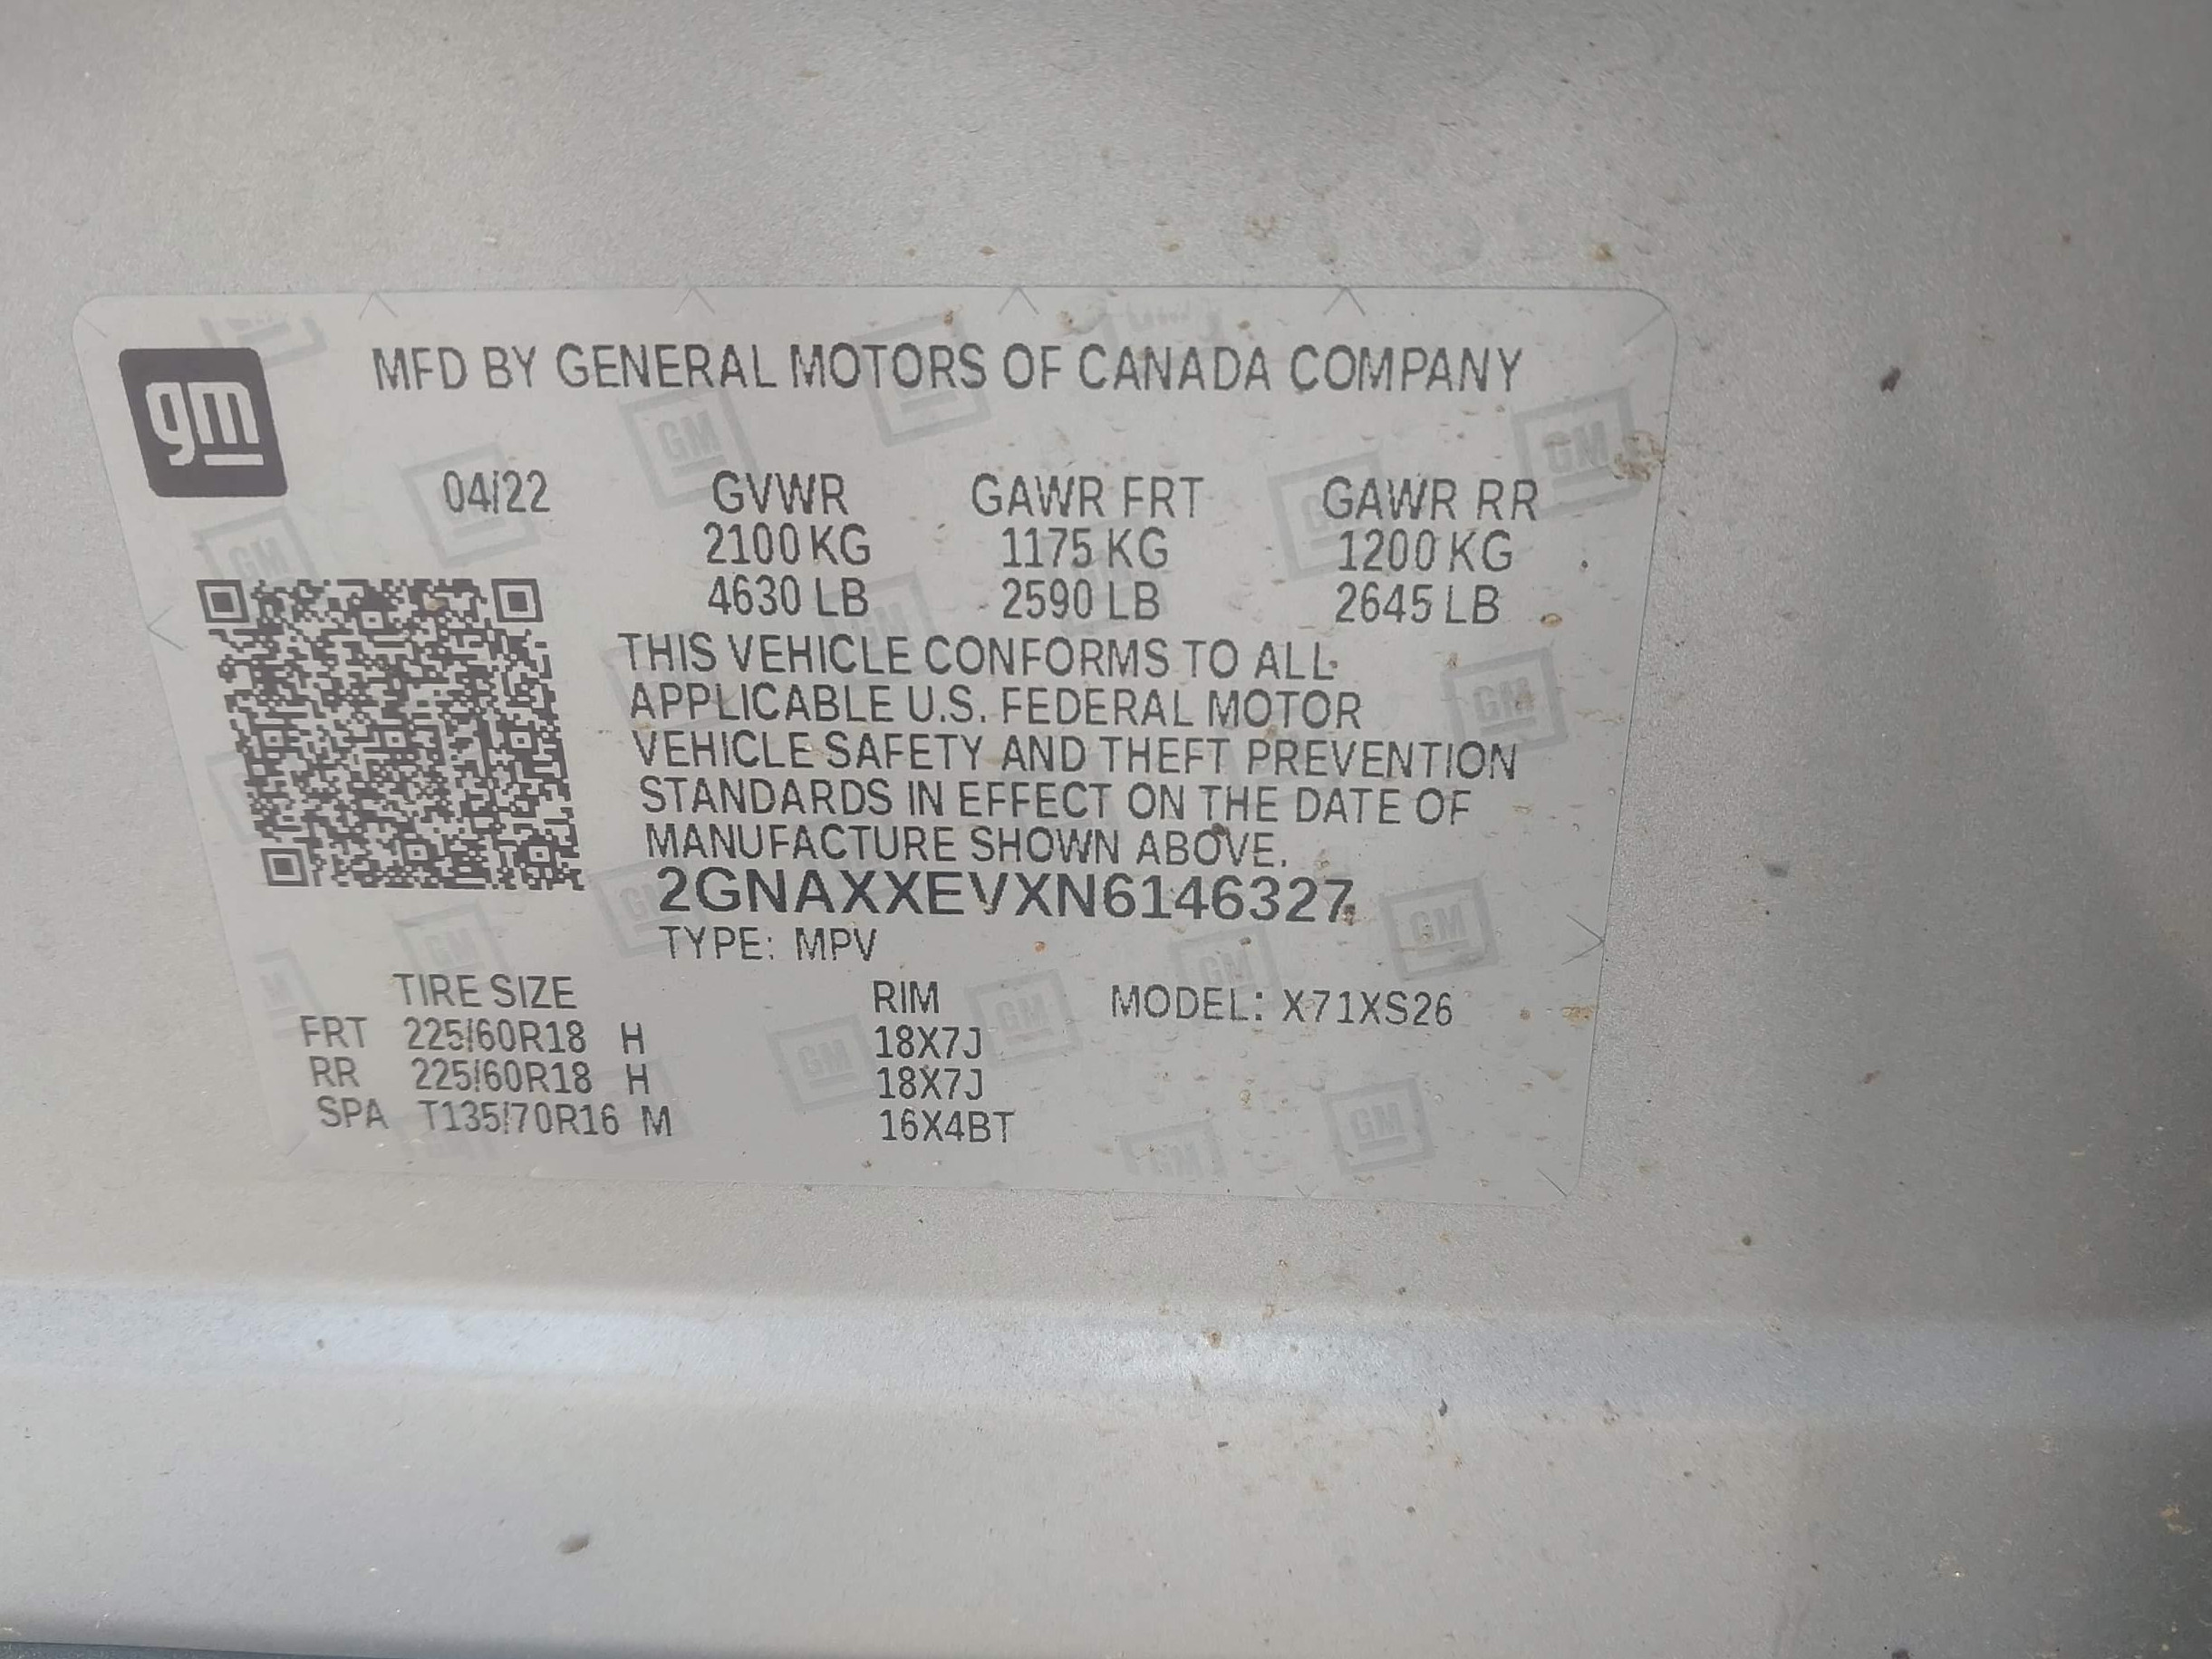 gm
MFD BY GENERAL MOTORS OF CANADA COMPANY
04/22 GVWR GAWR FRT GAWR RR
2100 KG 1175 KG 1200 KG
4630 LB 2590 LB 2645 LB
THIS VEHICLE CONFORMS TO ALL
APPLICABLE U.S. FEDERAL MOTOR
VEHICLE SAFETY AND THEFT PREVENTION
STANDARDS IN EFFECT ON THE DATE OF
MANUFACTURE SHOWN ABOVE.
2GNAXXEVXN6146327
TYPE: MPV
TIRE SIZE RIM MODEL: X71XS26
FRT 225/60R18 H 18X7J
RR 225/60R18 H 18X7J
SPA T135/70R16 M 16X4BT